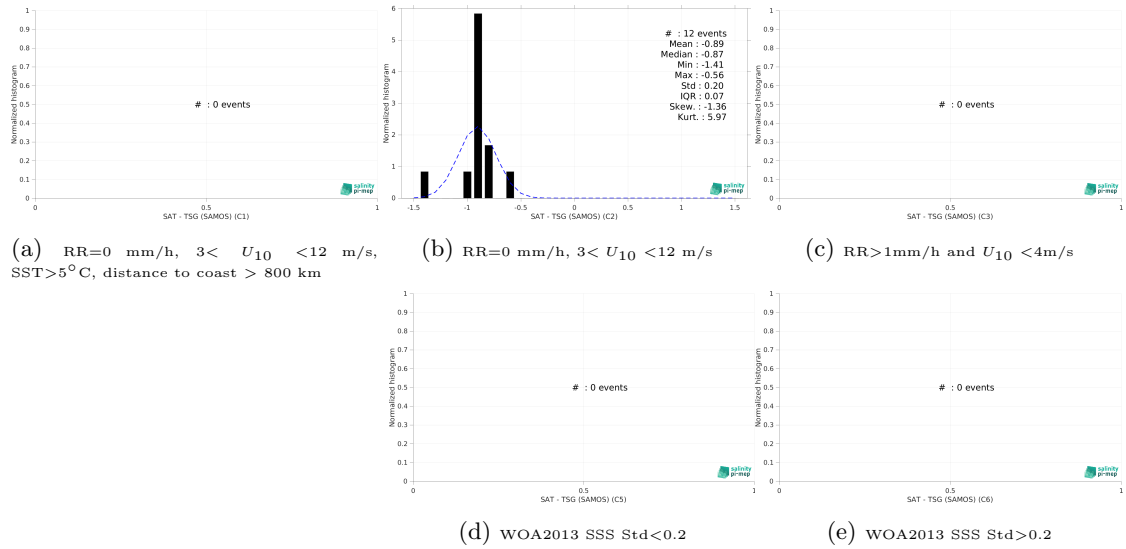 1
0.9
0.8
0.7
0.6
0.5
0.4
0.3
0.2
0.1
0
Normalized histogram
# : 0 events
salinity
pi-mep
0 0.5 1
SAT - TSG (SAMOS) (C1)
(a) RR=0 mm/h, 3< U10 <12 m/s,
SST>5°C, distance to coast > 800 km
6
5
4
3
2
1
0
Normalized histogram
# : 12 events
Mean : -0.89
Median : -0.87
Min : -1.41
Max : -0.56
Std : 0.20
IQR : 0.07
Skew. : -1.36
Kurt. : 5.97
salinity
pi-mep
-1.5 -1 -0.5 0 0.5 1 1.5
SAT - TSG (SAMOS) (C2)
(b) RR=0 mm/h, 3< U10 <12 m/s
1
0.9
0.8
0.7
0.6
0.5
0.4
0.3
0.2
0.1
0
Normalized histogram
# : 0 events
salinity
pi-mep
0 0.5 1
SAT - TSG (SAMOS) (C3)
(c) RR>1mm/h and U10 <4m/s
1
0.9
0.8
0.7
0.6
0.5
0.4
0.3
0.2
0.1
0
Normalized histogram
# : 0 events
salinity
pi-mep
0 0.5 1
SAT - TSG (SAMOS) (C5)
(d) WOA2013 SSS Std<0.2
1
0.9
0.8
0.7
0.6
0.5
0.4
0.3
0.2
0.1
0
Normalized histogram
# : 0 events
salinity
pi-mep
0 0.5 1
SAT - TSG (SAMOS) (C6)
(e) WOA2013 SSS Std>0.2